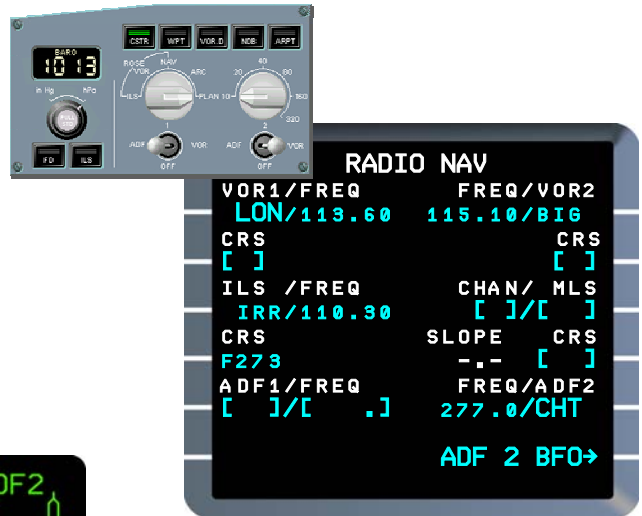 CSTR WPT VOR.D NDB ARPT
BARO
1013
in Hg hPa
PULL STD
FD ILS
ROSE NAV
VOR ARC
ILS PLAN
40
20 80
10 160
320
1 2
ADF VOR ADF VOR
OFF OFF
RADIO NAV
VOR1/FREQ FREQ/VOR2
LON/113.60 115.10/BIG
CRS CRS
[ ] [ ]
ILS /FREQ CHAN/ MLS
IRR/110.30 [ ]/[ ]
CRS SLOPE CRS
F273 -.- [ ]
ADF1/FREQ FREQ/ADF2
[ ]/[ .] 277.0/CHT
ADF 2 BFO→
DF2